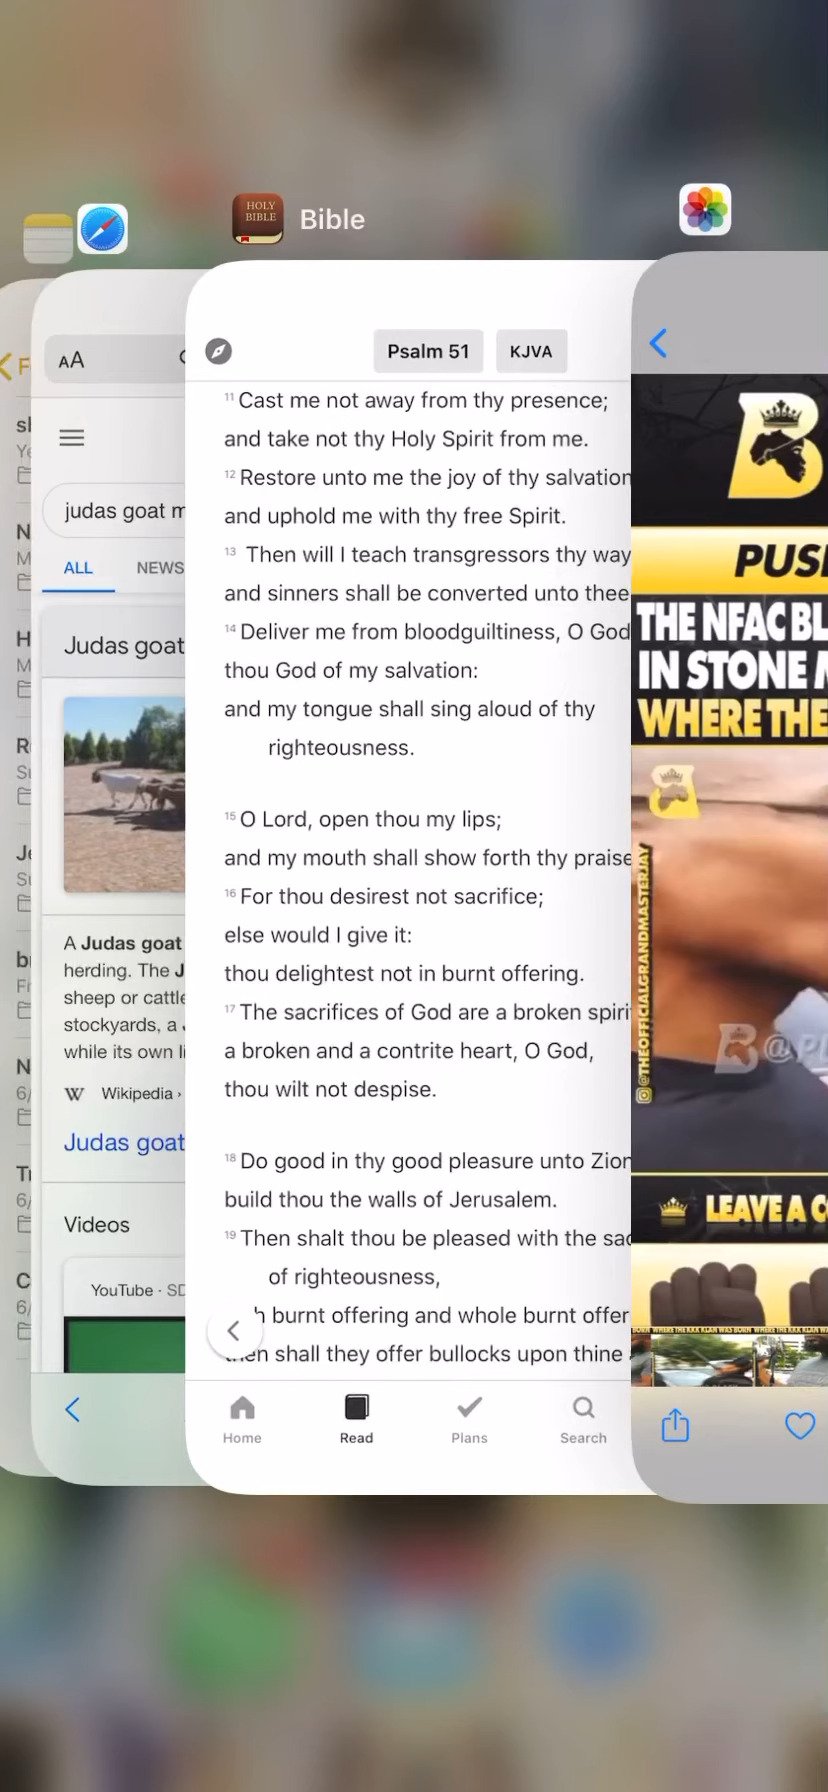 HOLY
BIBLE
Bible
F
AA
Psalm 51
KJVA
judas goat m
ALL
NEWS
Judas goat
A Judas goat
herding. The J
sheep or cattle
stockyards, a
while its own li
W Wikipedia ›
Judas goat
Videos
YouTube · SD
11 Cast me not away from thy presence;
and take not thy Holy Spirit from me.
12 Restore unto me the joy of thy salvation
and uphold me with thy free Spirit.
13 Then will I teach transgressors thy way
and sinners shall be converted unto thee
14 Deliver me from bloodguiltiness, O God
thou God of my salvation:
and my tongue shall sing aloud of thy
righteousness.
15 O Lord, open thou my lips;
and my mouth shall show forth thy praise
16 For thou desirest not sacrifice;
else would I give it:
thou delightest not in burnt offering.
17 The sacrifices of God are a broken spiri
a broken and a contrite heart, O God,
thou wilt not despise.
18 Do good in thy good pleasure unto Zion
build thou the walls of Jerusalem.
19 Then shalt thou be pleased with the sac
of righteousness,
h burnt offering and whole burnt offer
then shall they offer bullocks upon thine
Home
Read
Plans
Search
B
PUS
THE NFAC BL
IN STONE M
WHERE THE
@THEOFFICIALGRANDMASTERJAY
B @PL
LEAVE A C